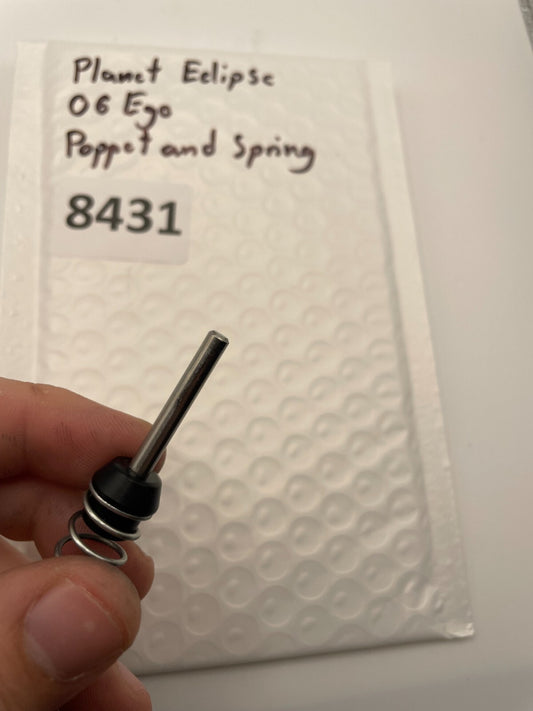 Planet Eclipse
06 Ego
Poppet and Spring
8431